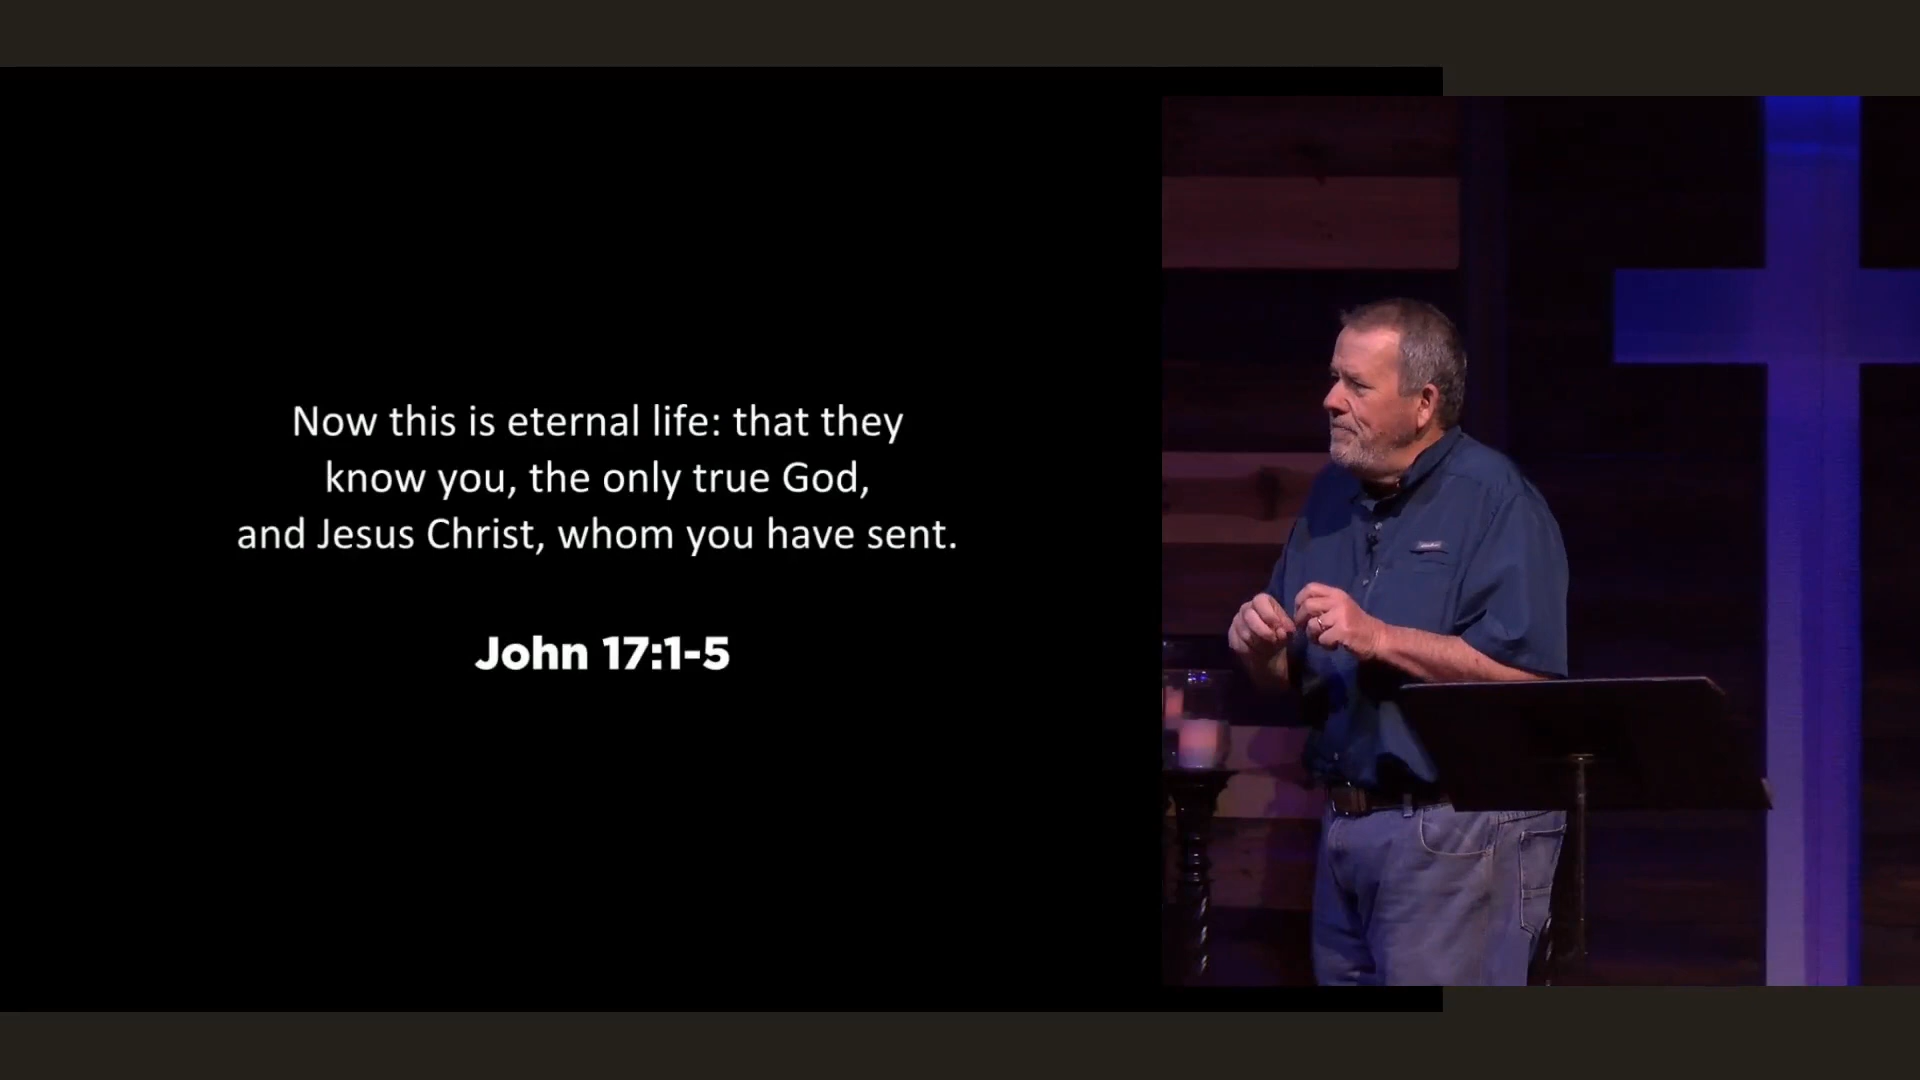 Now this is eternal life: that they
know you, the only true God,
and Jesus Christ, whom you have sent.
John 17:1-5